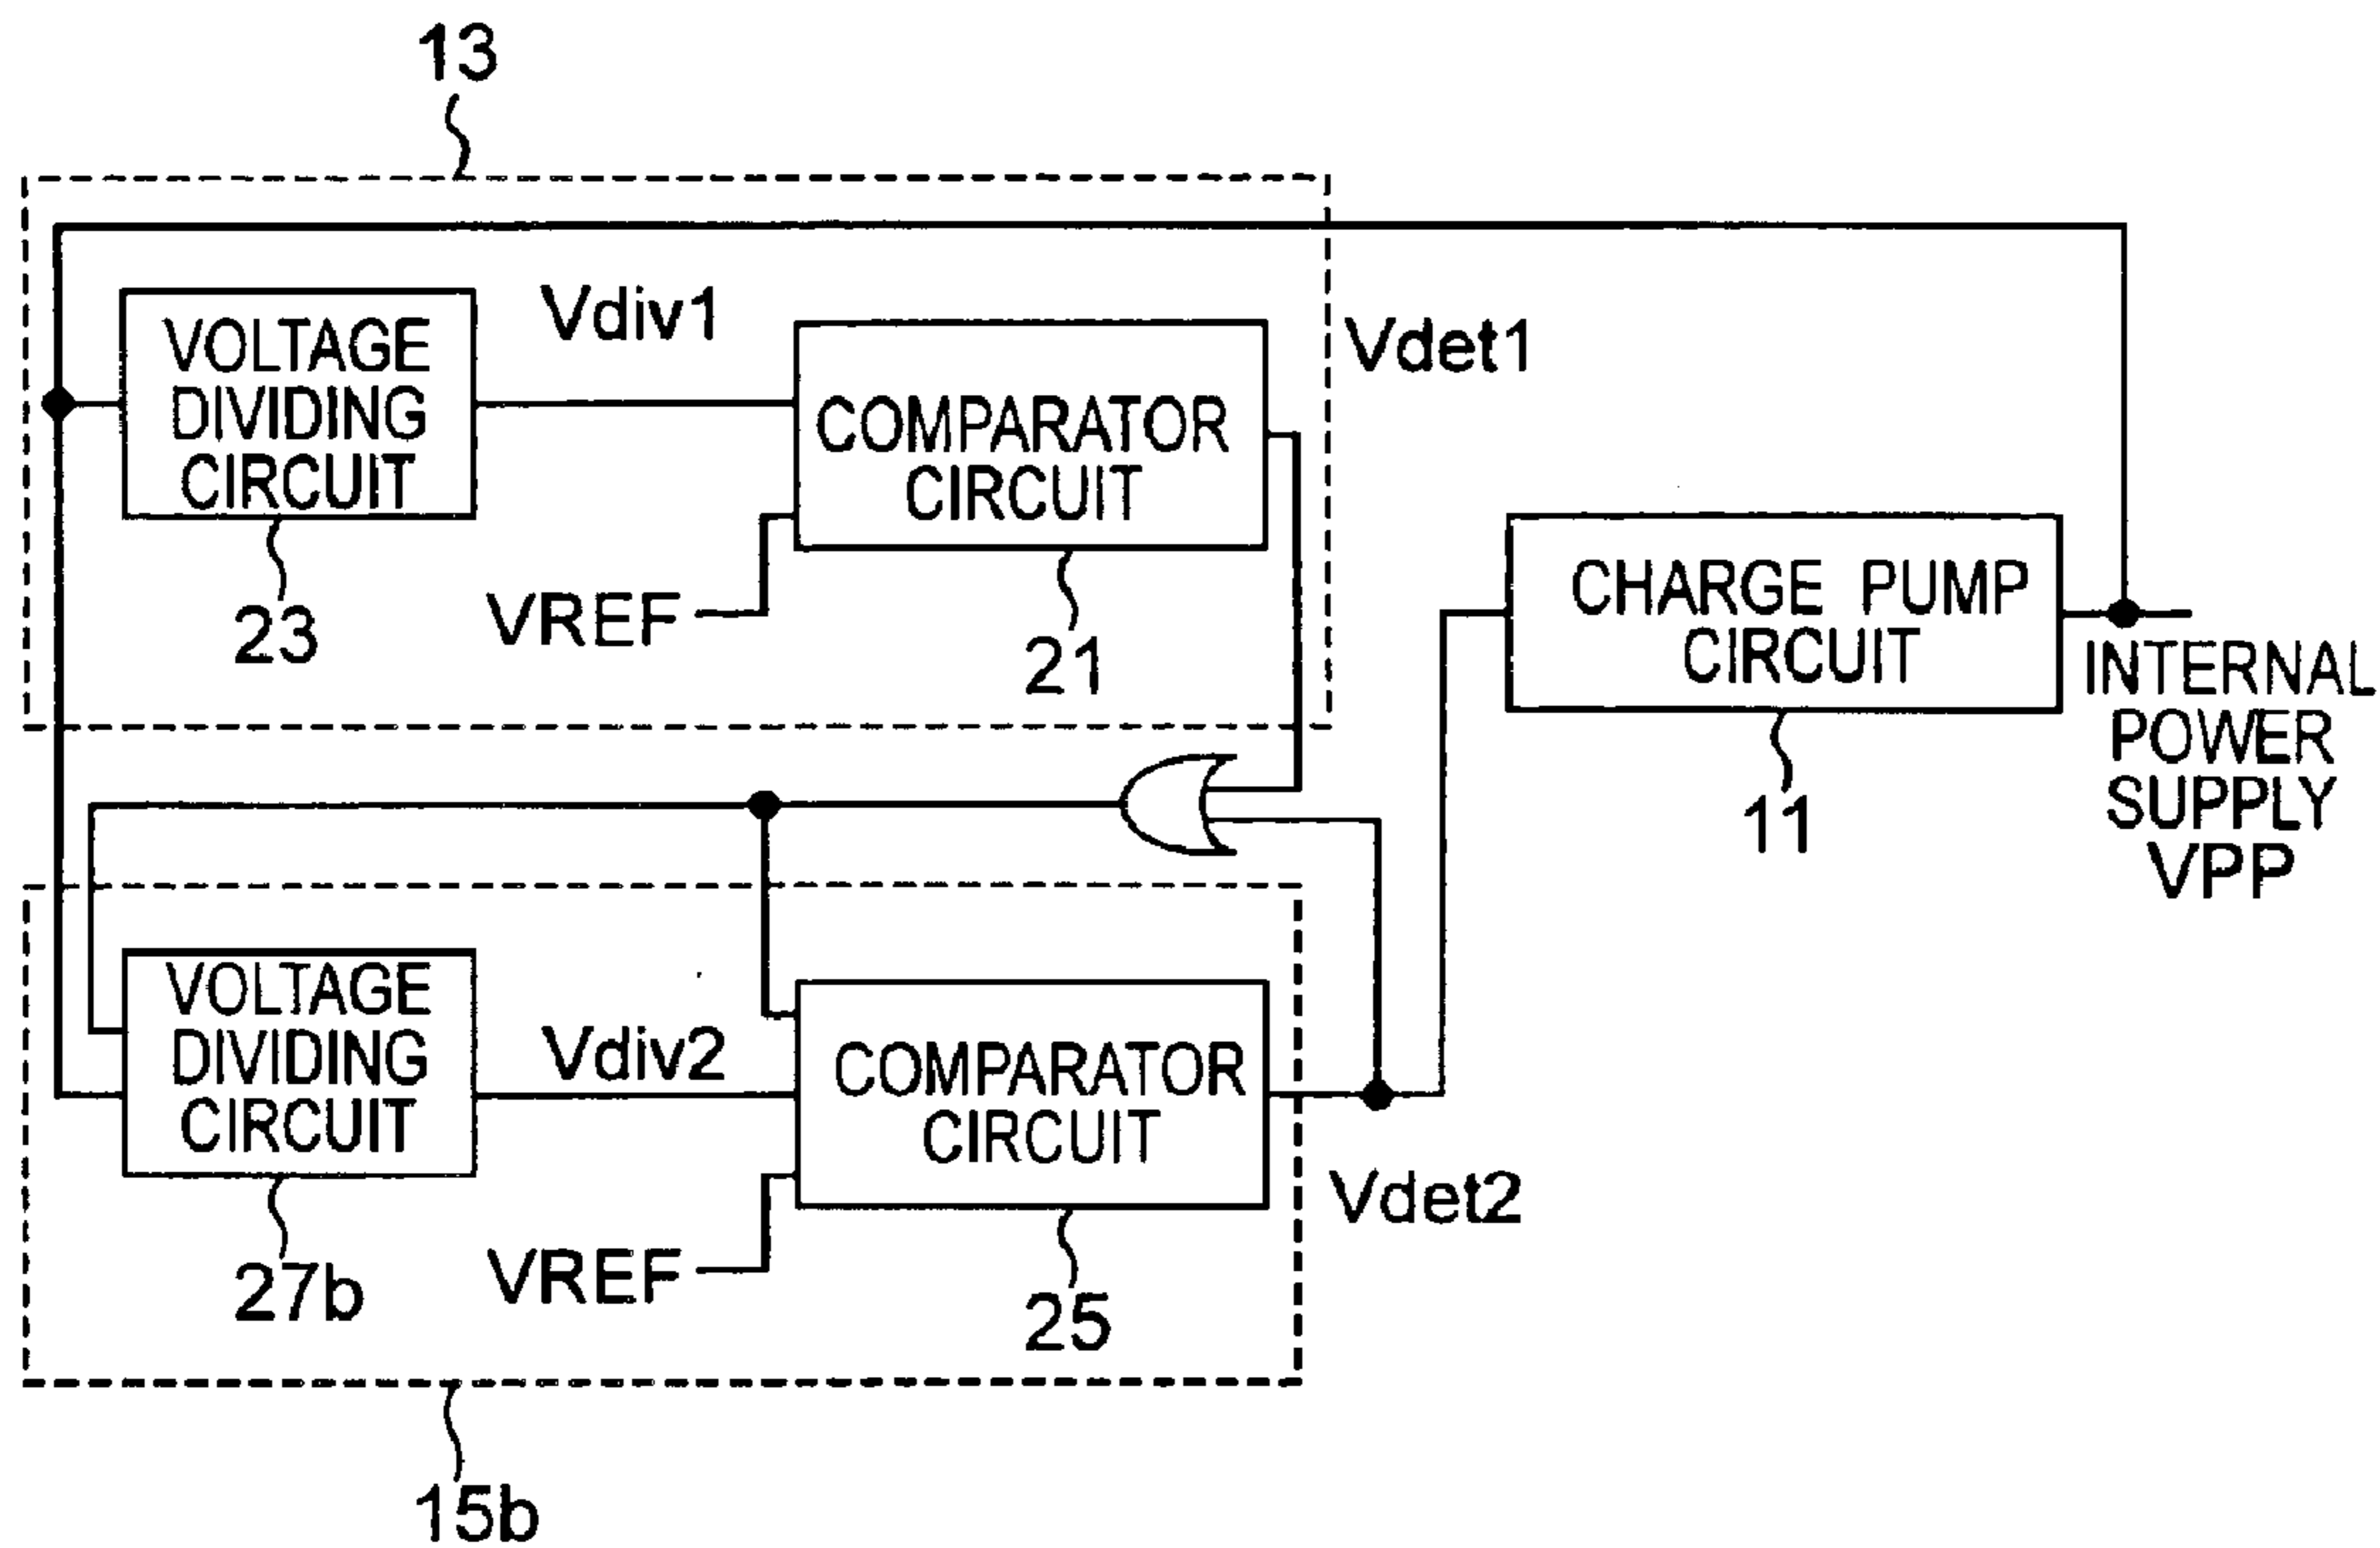 13
VOLTAGE
DIVIDING
CIRCUIT
23
Vdiv1
VREF
COMPARATOR
CIRCUIT
21
Vdet1
CHARGE PUMP
CIRCUIT
11
INTERNAL
POWER
SUPPLY
VPP
VOLTAGE
DIVIDING
CIRCUIT
27b
Vdiv2
VREF
COMPARATOR
CIRCUIT
25
Vdet2
15b